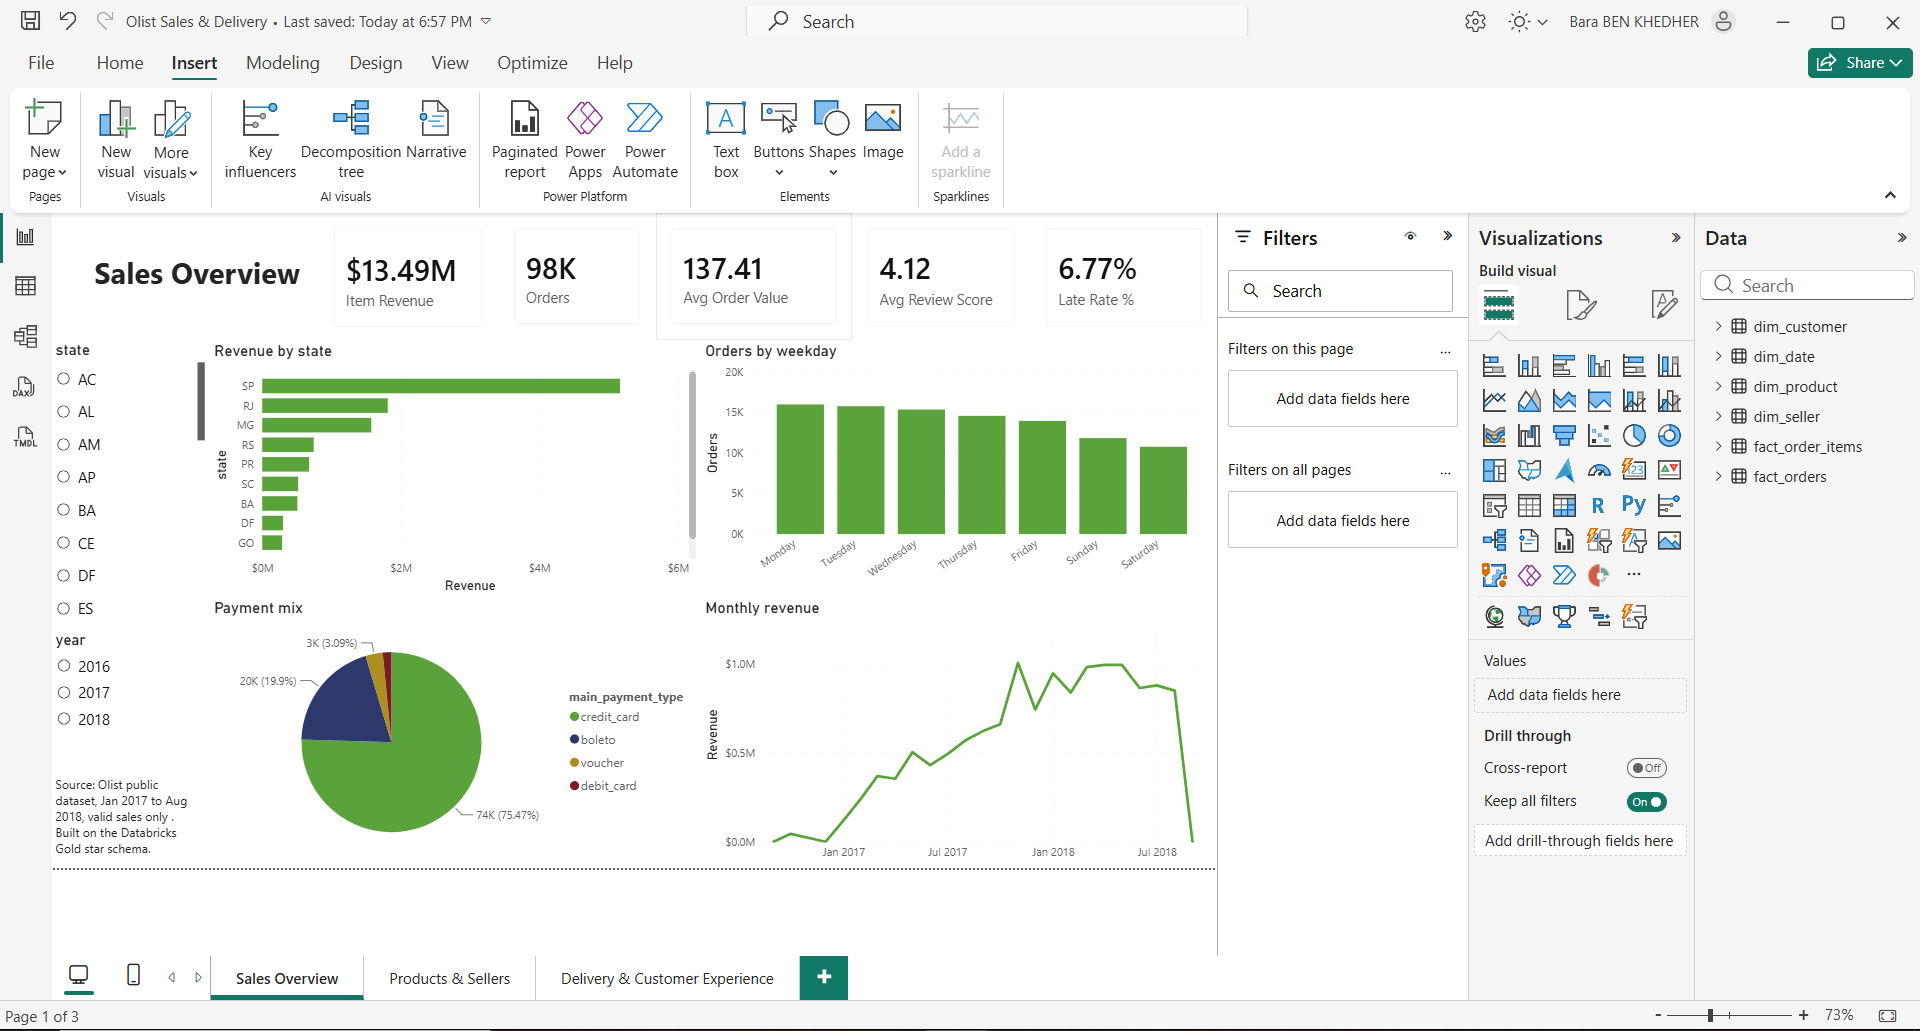 Olist Sales & Delivery • Last saved: Today at 6:57 PM
Search
Bara BEN KHEDHER
File
Home
Insert
Modeling
Design
View
Optimize
Help
Share
New page
New visual
More visuals
Key influencers
Decomposition tree
Narrative
Paginated report
Power Apps
Power Automate
Text box
Buttons
Shapes
Image
Add a sparkline
Pages
Visuals
AI visuals
Power Platform
Elements
Sparklines
DAX
TMDL
Sales Overview
$13.49M
Item Revenue
98K
Orders
137.41
Avg Order Value
4.12
Avg Review Score
6.77%
Late Rate %
state
AC
AL
AM
AP
BA
CE
DF
ES
year
2016
2017
2018
Source: Olist public
dataset, Jan 2017 to Aug
2018, valid sales only .
Built on the Databricks
Gold star schema.
Revenue by state
state
SP
RJ
MG
RS
PR
SC
BA
DF
GO
$0M
$2M
$4M
$6M
Revenue
Orders by weekday
Orders
20K
15K
10K
5K
0K
Monday
Tuesday
Wednesday
Thursday
Friday
Sunday
Saturday
Payment mix
3K (3.09%)
20K (19.9%)
74K (75.47%)
main_payment_type
credit_card
boleto
voucher
debit_card
Monthly revenue
Revenue
$1.0M
$0.5M
$0.0M
Jan 2017
Jul 2017
Jan 2018
Jul 2018
Filters
Search
Filters on this page
...
Add data fields here
Filters on all pages
...
Add data fields here
Visualizations
Build visual
123
R
Py
...
Values
Add data fields here
Drill through
Cross-report
Off
Keep all filters
On
Add drill-through fields here
Data
Search
dim_customer
dim_date
dim_product
dim_seller
fact_order_items
fact_orders
Sales Overview
Products & Sellers
Delivery & Customer Experience
+
Page 1 of 3
-
+
73%